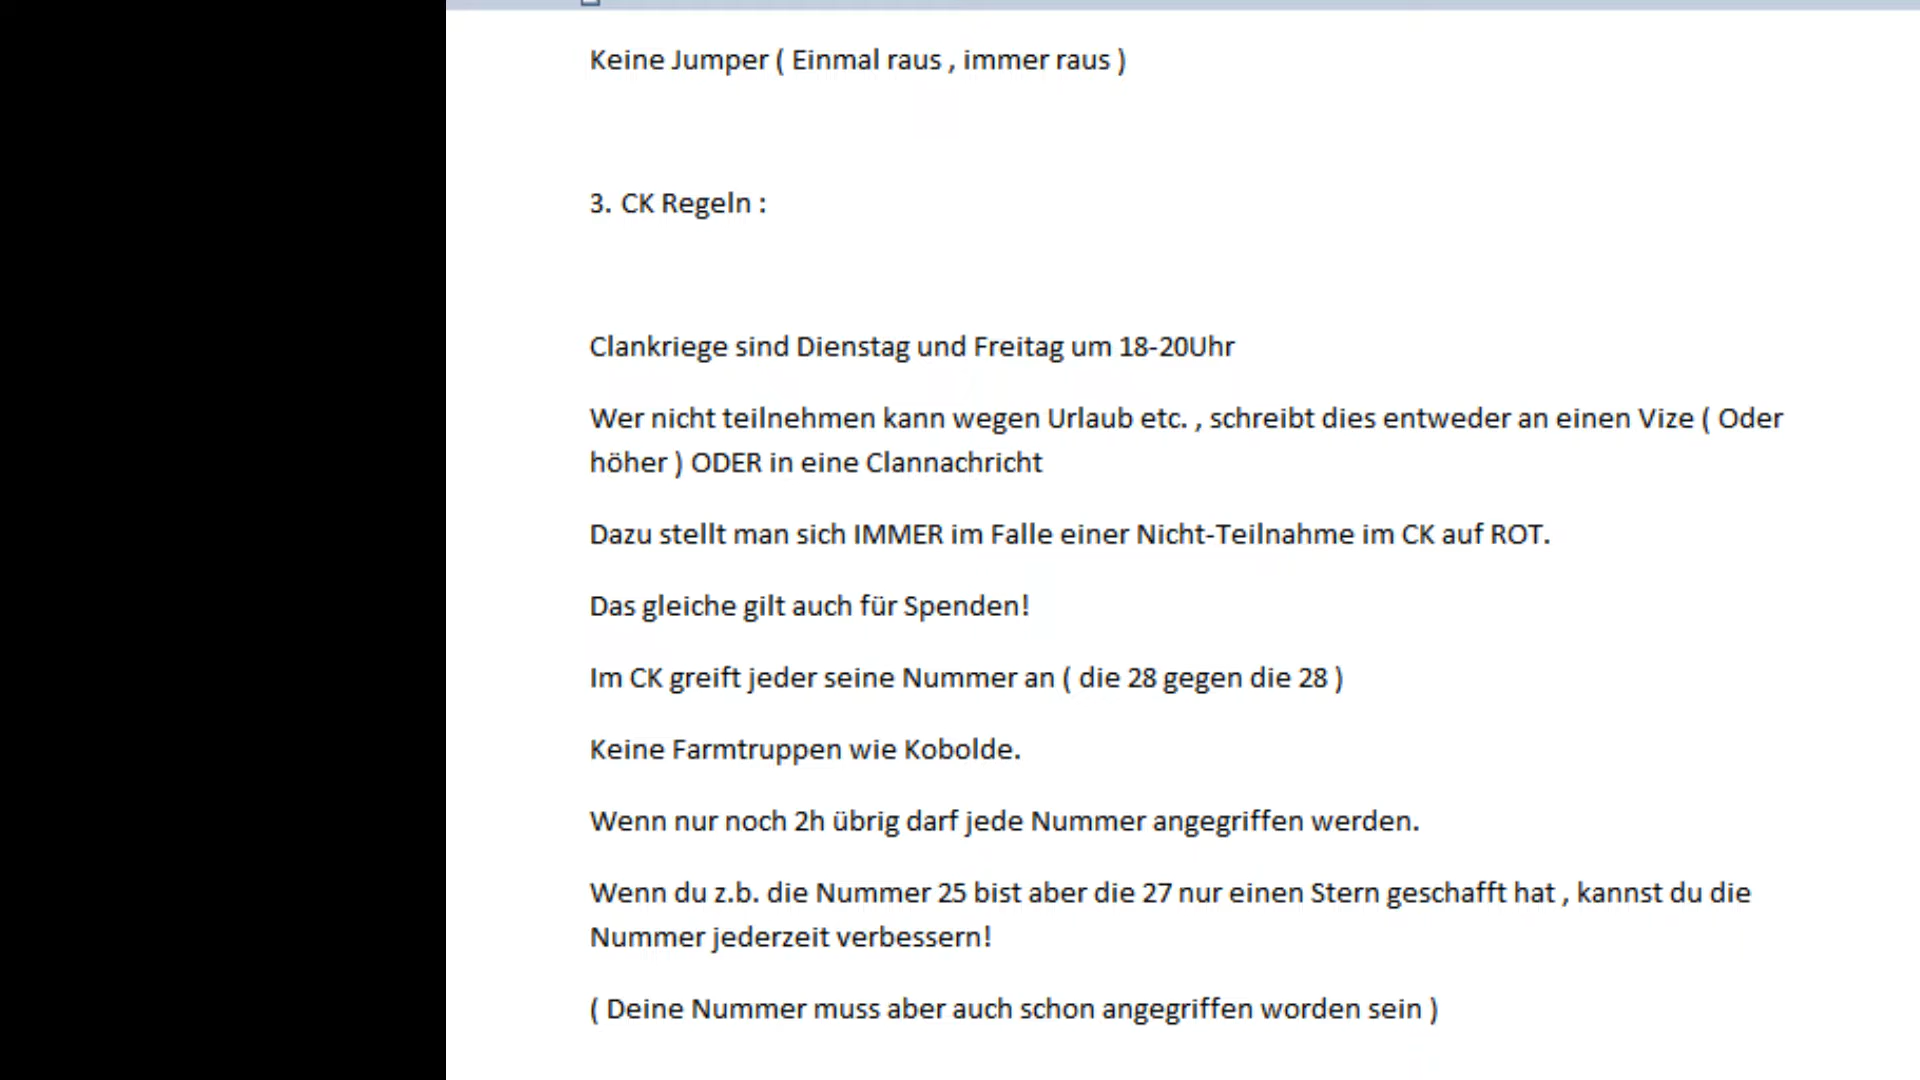 Keine Jumper ( Einmal raus , immer raus )
3. CK Regeln :
Clankriege sind Dienstag und Freitag um 18-20Uhr
Wer nicht teilnehmen kann wegen Urlaub etc. , schreibt dies entweder an einen Vize ( Oder
höher ) ODER in eine Clannachricht
Dazu stellt man sich IMMER im Falle einer Nicht-Teilnahme im CK auf ROT.
Das gleiche gilt auch für Spenden!
Im CK greift jeder seine Nummer an ( die 28 gegen die 28 )
Keine Farmtruppen wie Kobolde.
Wenn nur noch 2h übrig darf jede Nummer angegriffen werden.
Wenn du z.b. die Nummer 25 bist aber die 27 nur einen Stern geschafft hat , kannst du die
Nummer jederzeit verbessern!
( Deine Nummer muss aber auch schon angegriffen worden sein )